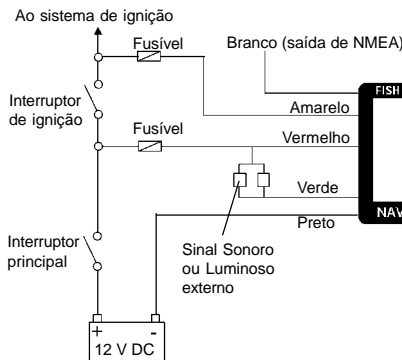 Ao sistema de ignição
Fusível
Branco (saída de NMEA)
FISH
Amarelo
Interruptor
de ignição
Fusível
Vermelho
Verde
NAV
Preto
Interruptor
principal
Sinal Sonoro
ou Luminoso
externo
+ -
12 V DC